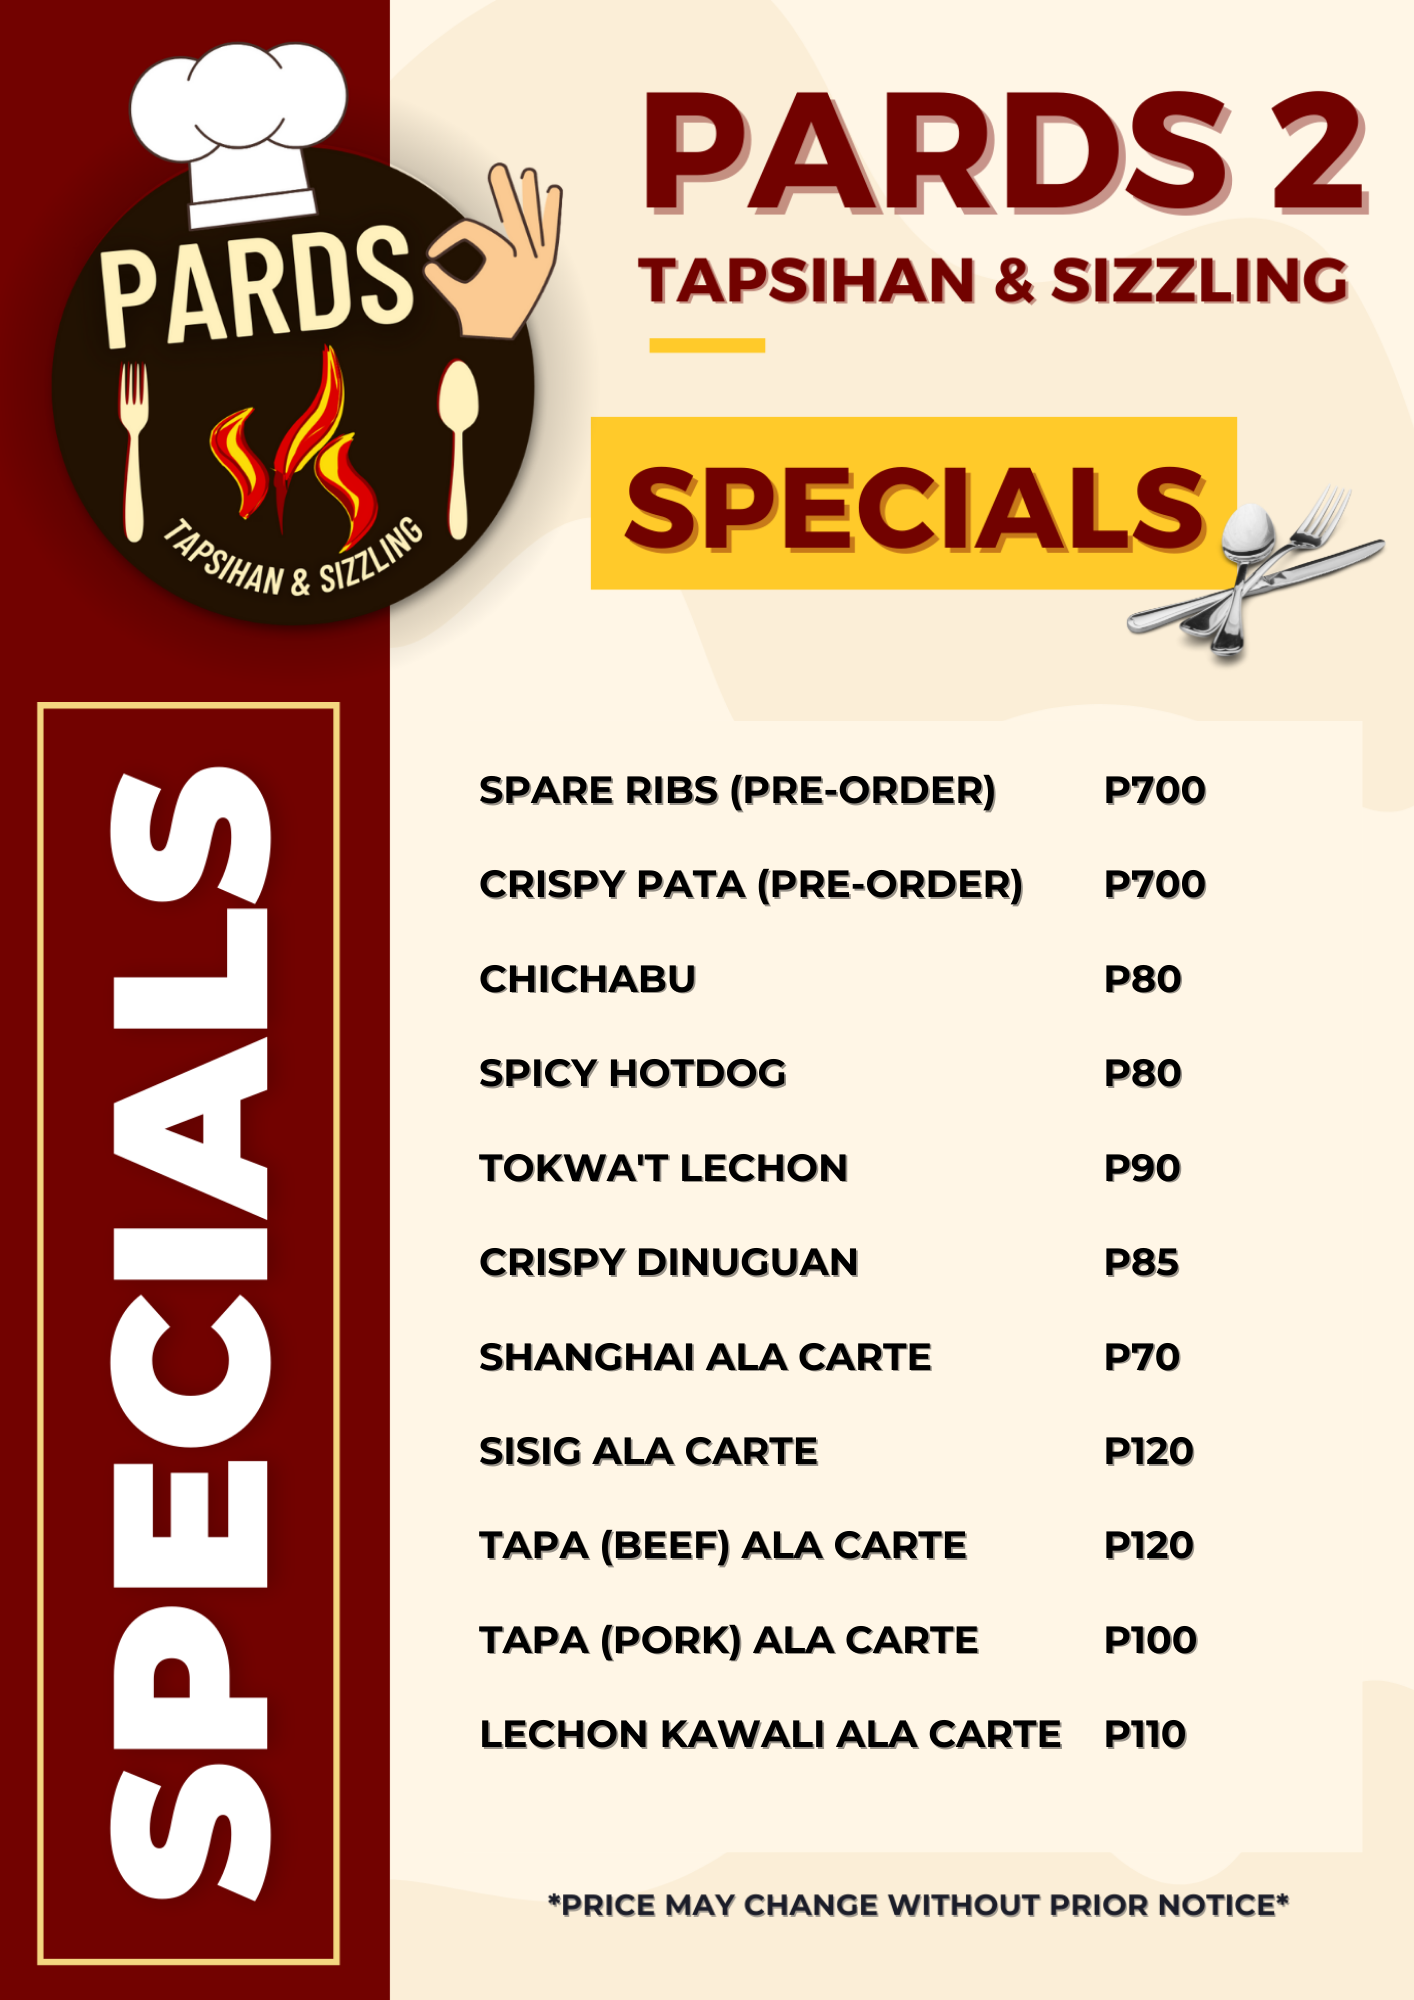 PARDS
TAPSIHAN & SIZZLING
PARDS 2
TAPSIHAN & SIZZLING
SPECIALS
SPECIALS
SPARE RIBS (PRE-ORDER) P700
CRISPY PATA (PRE-ORDER) P700
CHICHABU P80
SPICY HOTDOG P80
TOKWA'T LECHON P90
CRISPY DINUGUAN P85
SHANGHAI ALA CARTE P70
SISIG ALA CARTE P120
TAPA (BEEF) ALA CARTE P120
TAPA (PORK) ALA CARTE P100
LECHON KAWALI ALA CARTE P110
*PRICE MAY CHANGE WITHOUT PRIOR NOTICE*